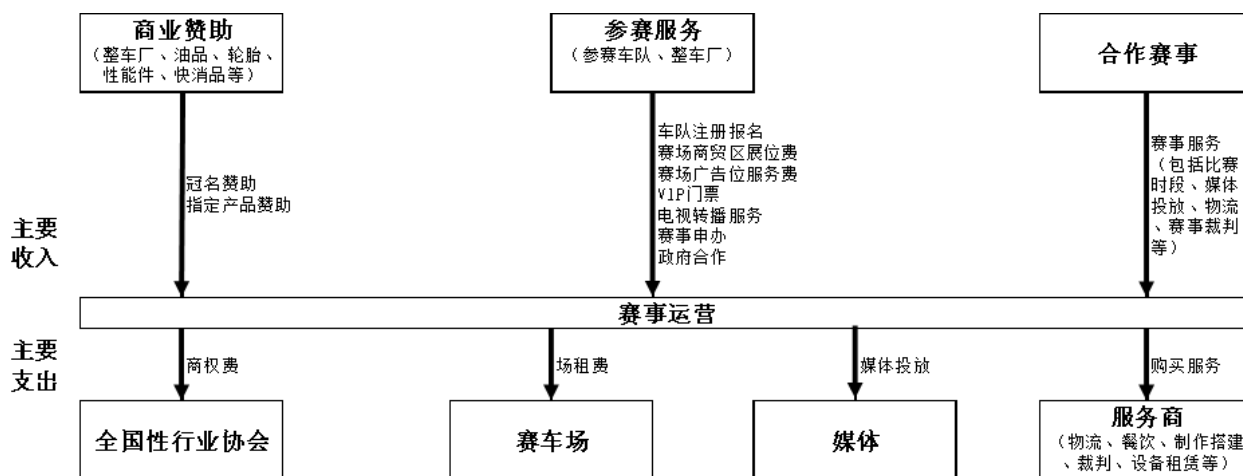 商业赞助
（整车厂、油品、轮胎、
性能件、快消品等）
参赛服务
（参赛车队、整车厂）
合作赛事
冠名赞助
指定产品赞助
车队注册报名
赛场商贸区展位费
赛场广告位服务费
VIP门票
电视转播服务
赛事申办
政府合作
赛事服务
（包括比赛
时段、媒体
投放、物流
、赛事裁判
等）
主要
收入
赛事运营
主要
支出
商权费
场租费
媒体投放
购买服务
全国性行业协会
赛车场
媒体
服务商
（物流、餐饮、制作搭建
、裁判、设备租赁等）